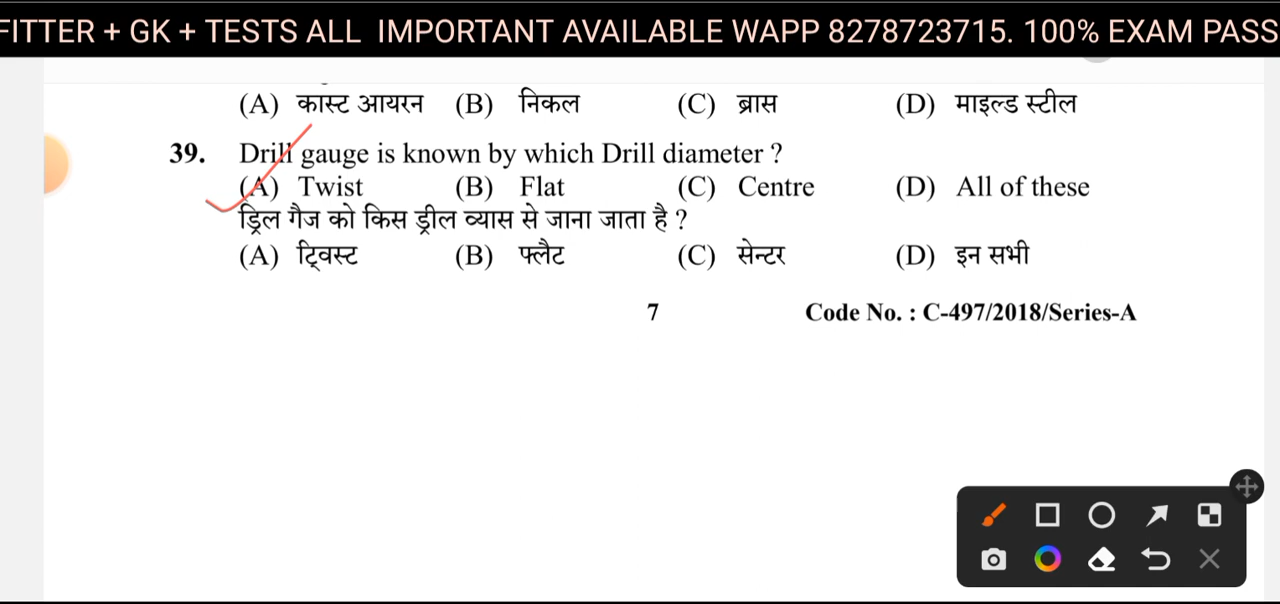 FITTER + GK + TESTS ALL IMPORTANT AVAILABLE WAPP 8278723715. 100% EXAM PASS
(A) कास्ट आयरन (B) निकल (C) ब्रास (D) माइल्ड स्टील
39. Drill gauge is known by which Drill diameter ?
(A) Twist (B) Flat (C) Centre (D) All of these
ड्रिल गैज को किस ड्रील व्यास से जाना जाता है ?
(A) ट्विस्ट (B) फ्लैट (C) सेन्टर (D) इन सभी
7 Code No. : C-497/2018/Series-A